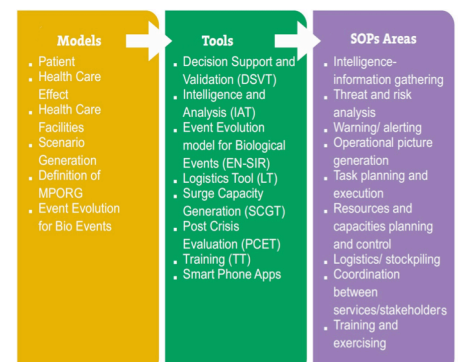 Models
Patient
Health Care
Effect
Health Care
Facilities
Scenario
Generation
Definition of
MPORG
Event Evolution
for Bio Events
Tools
Decision Support and
Validation (DSVT)
Intelligence and
Analysis (IAT)
Event Evolution
model for Biological
Events (EN-SIR)
Logistics Tool (LT)
Surge Capacity
Generation (SCGT)
Post Crisis
Evaluation (PCET)
Training (TT)
Smart Phone Apps
SOPs Areas
Intelligence-
information gathering
Threat and risk
analysis
Warning/ alerting
Operational picture
generation
Task planning and
execution
Resources and
capacities planning
and control
Logistics/ stockpiling
Coordination
between
services/stakeholders
Training and
exercising